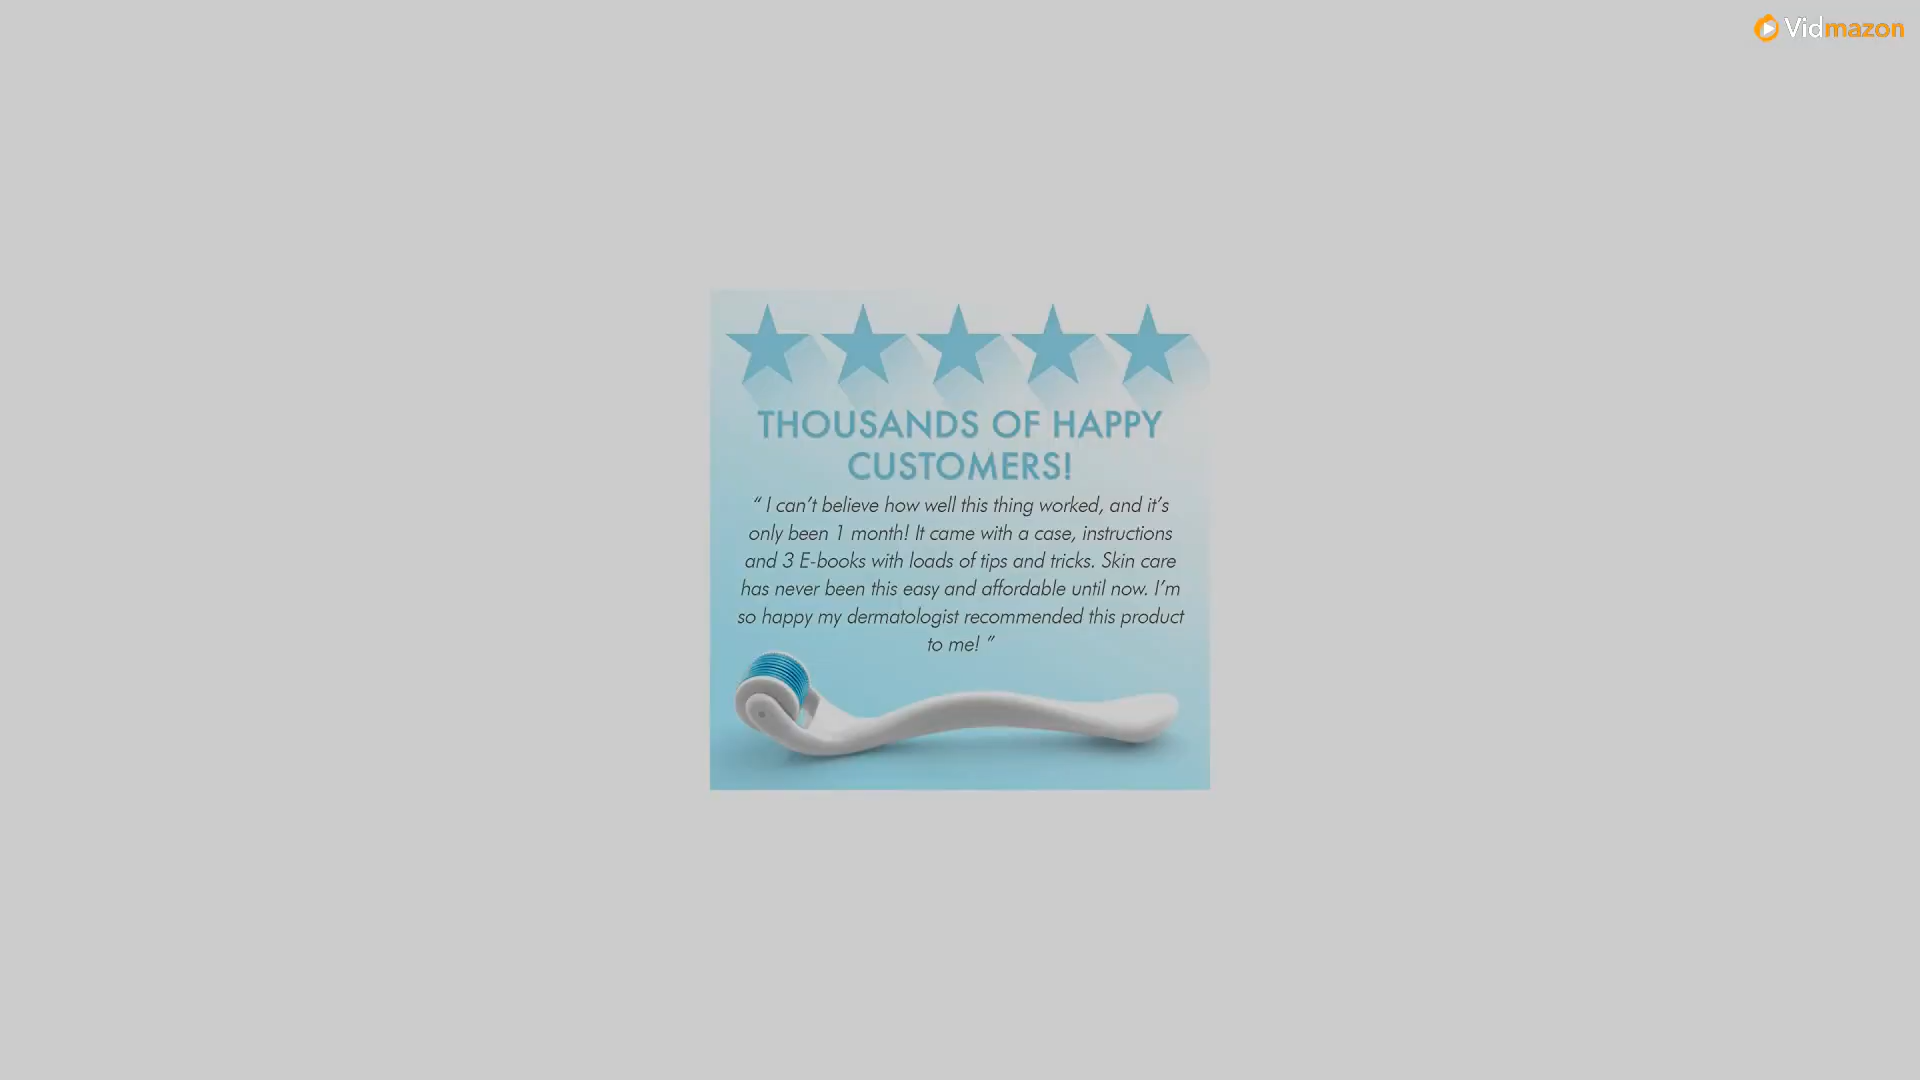 Vidmazon
THOUSANDS OF HAPPY
CUSTOMERS!
“ I can’t believe how well this thing worked, and it’s
only been 1 month! It came with a case, instructions
and 3 E-books with loads of tips and tricks. Skin care
has never been this easy and affordable until now. I’m
so happy my dermatologist recommended this product
to me! ”